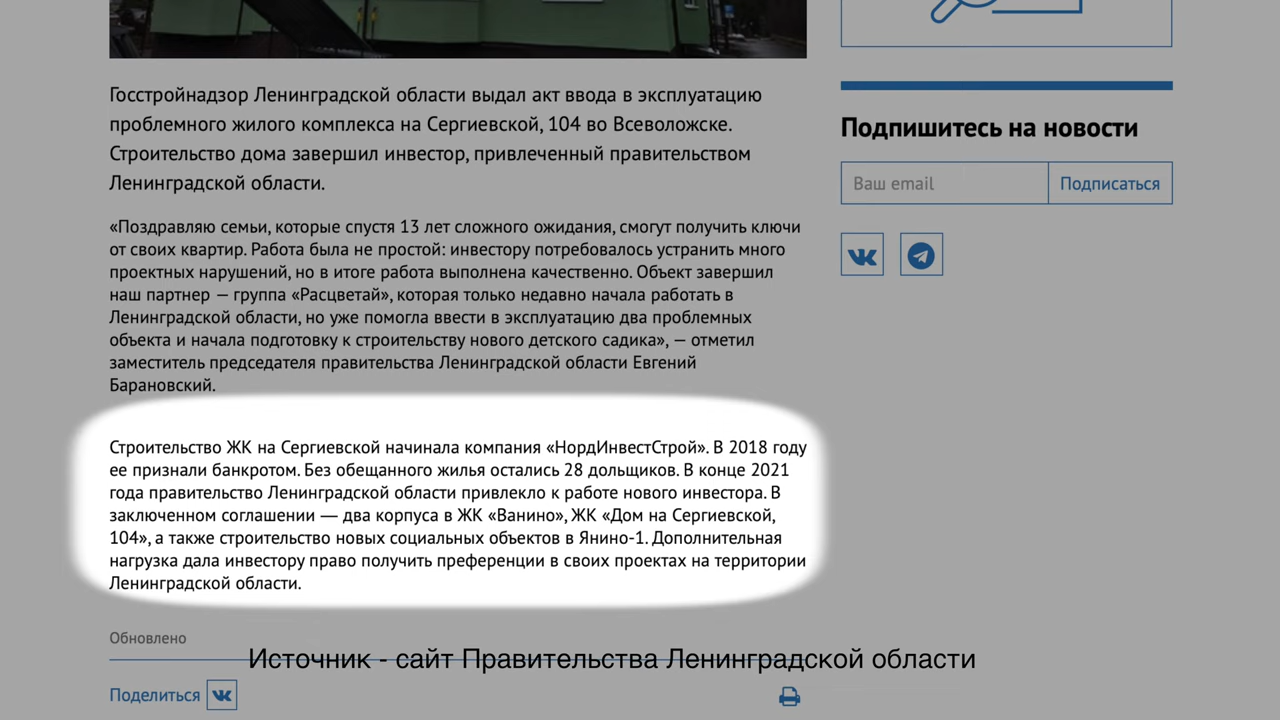 Госстройнадзор Ленинградской области выдал акт ввода в эксплуатацию
проблемного жилого комплекса на Сергиевской, 104 во Всеволожске.
Строительство дома завершил инвестор, привлеченный правительством
Ленинградской области.
«Поздравляю семьи, которые спустя 13 лет сложного ожидания, смогут получить ключи
от своих квартир. Работа была не простой: инвестору потребовалось устранить много
проектных нарушений, но в итоге работа выполнена качественно. Объект завершил
наш партнер — группа «Расцветай», которая только недавно начала работать в
Ленинградской области, но уже помогла ввести в эксплуатацию два проблемных
объекта и начала подготовку к строительству нового детского садика», — отметил
заместитель председателя правительства Ленинградской области Евгений
Барановский.
Строительство ЖК на Сергиевской начинала компания «НордИнвестСтрой». В 2018 году
ее признали банкротом. Без обещанного жилья остались 28 дольщиков. В конце 2021
года правительство Ленинградской области привлекло к работе нового инвестора. В
заключенном соглашении — два корпуса в ЖК «Ванино», ЖК «Дом на Сергиевской,
104», а также строительство новых социальных объектов в Янино-1. Дополнительная
нагрузка дала инвестору право получить преференции в своих проектах на территории
Ленинградской области.
Обновлено
Источник - сайт Правительства Ленинградской области
Поделиться
Подпишитесь на новости
Ваш email
Подписаться